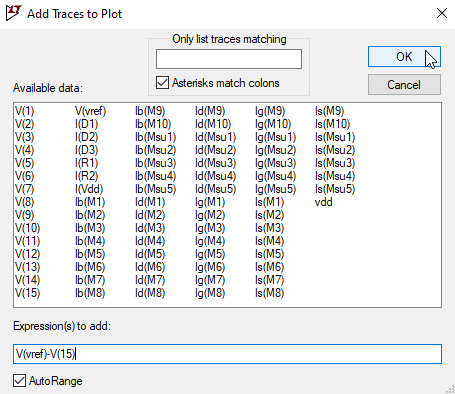 Add Traces to Plot
Only list traces matching
Asterisks match colons
OK
Cancel
Available data:
V(1) V(vref) Ib(M9) Id(M9) Ig(M9) Is(M9)
V(2) I(D1) Ib(M10) Id(M10) Ig(M10) Is(M10)
V(3) I(D2) Ib(Msu1) Id(Msu1) Ig(Msu1) Is(Msu1)
V(4) I(D3) Ib(Msu2) Id(Msu2) Ig(Msu2) Is(Msu2)
V(5) I(R1) Ib(Msu3) Id(Msu3) Ig(Msu3) Is(Msu3)
V(6) I(R2) Ib(Msu4) Id(Msu4) Ig(Msu4) Is(Msu4)
V(7) I(Vdd) Ib(Msu5) Id(Msu5) Ig(Msu5) Is(Msu5)
V(8) Ib(M1) Id(M1) Ig(M1) Is(M1) vdd
V(9) Ib(M2) Id(M2) Ig(M2) Is(M2)
V(10) Ib(M3) Id(M3) Ig(M3) Is(M3)
V(11) Ib(M4) Id(M4) Ig(M4) Is(M4)
V(12) Ib(M5) Id(M5) Ig(M5) Is(M5)
V(13) Ib(M6) Id(M6) Ig(M6) Is(M6)
V(14) Ib(M7) Id(M7) Ig(M7) Is(M7)
V(15) Ib(M8) Id(M8) Ig(M8) Is(M8)
Expression(s) to add:
V(vref)-V(15)
AutoRange